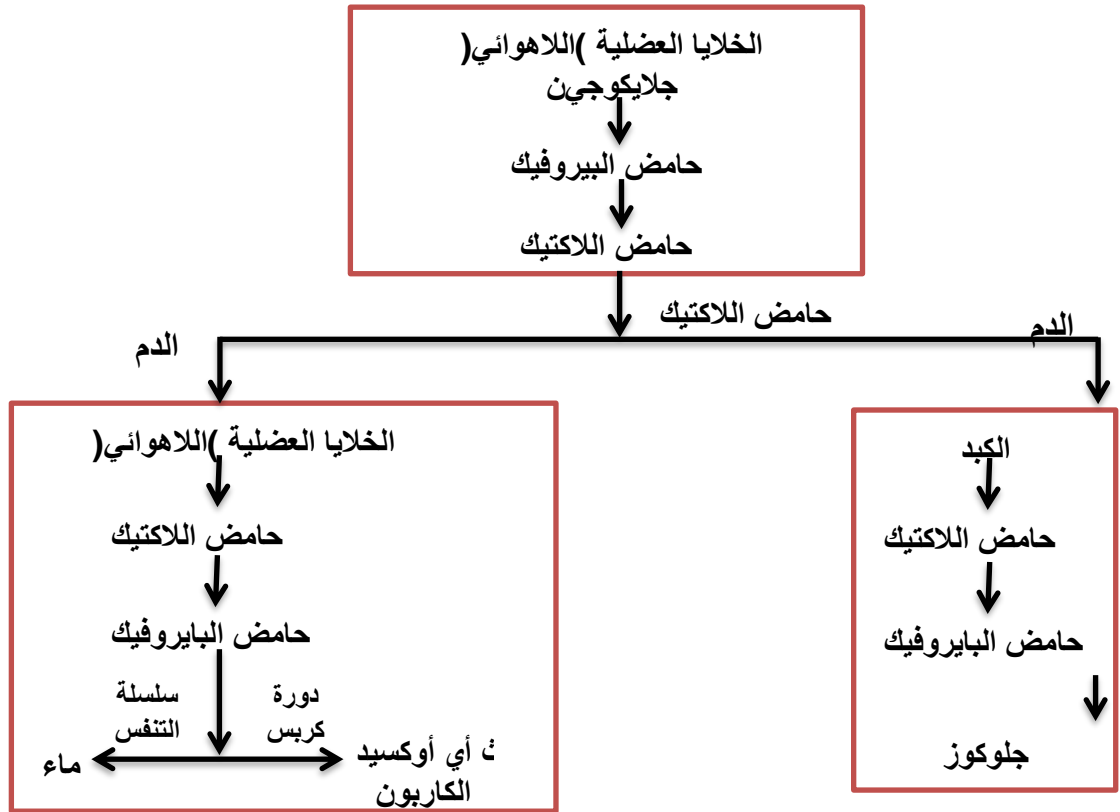 الخلايا العضلية )اللاهوائي(
جلايكوجين
حامض البيروفيك
حامض اللاكتيك
حامض اللاكتيك
الدم
الدم
الخلايا العضلية )اللاهوائي(
حامض اللاكتيك
حامض البايروفيك
سلسلة
التنفس
دورة
كربس
ماء
أي أوكسيد
الكاربون
الكبد
حامض اللاكتيك
حامض البايروفيك
جلوكوز